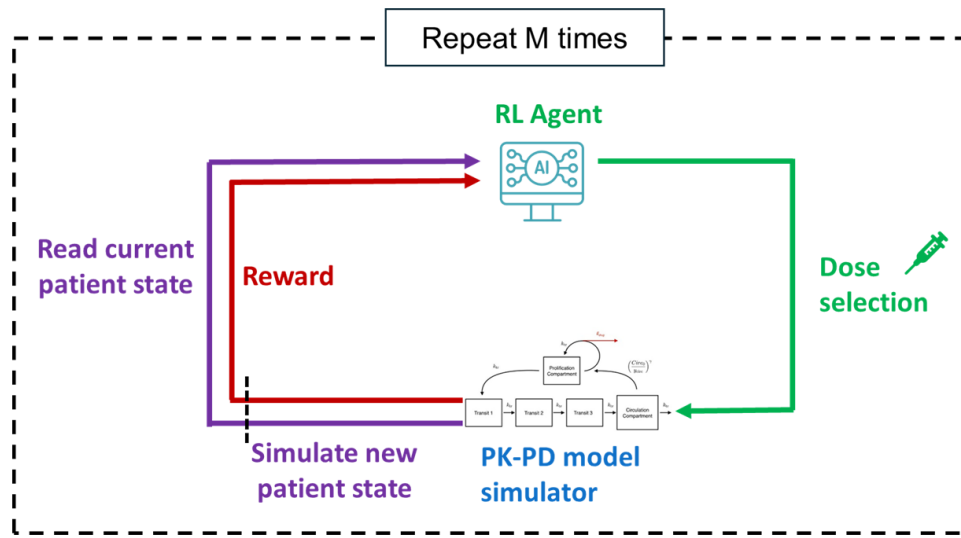 Repeat M times
RL Agent
AI
Read current
patient state
Reward
Dose
selection
Prolification
Compartment
Transit 1
Transit 2
Transit 3
Circulation
Compartment
Simulate new
patient state
PK-PD model
simulator